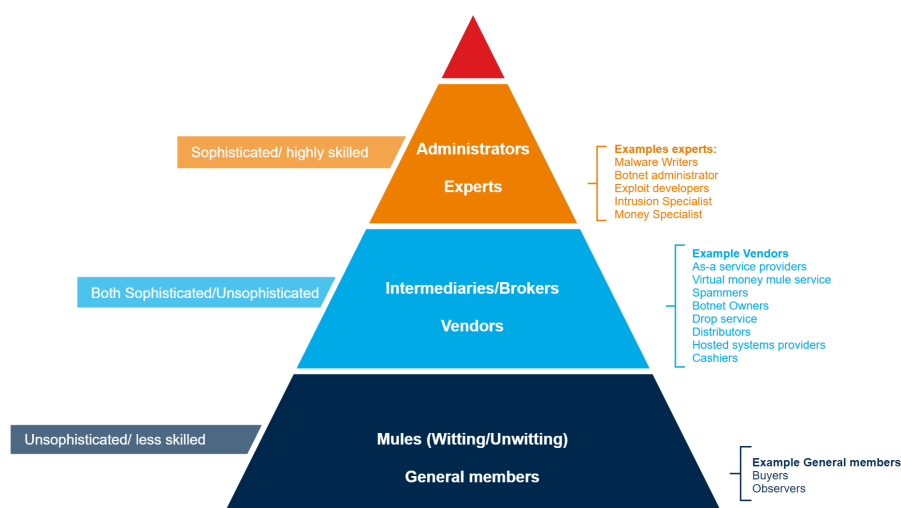 Sophisticated/ highly skilled
Administrators
Experts
Examples experts:
Malware Writers
Botnet administrator
Exploit developers
Intrusion Specialist
Money Specialist
Both Sophisticated/Unsophisticated
Intermediaries/Brokers
Vendors
Example Vendors
As-a service providers
Virtual money mule service
Spammers
Botnet Owners
Drop service
Distributors
Hosted systems providers
Cashiers
Unsophisticated/ less skilled
Mules (Witting/Unwitting)
General members
Example General members
Buyers
Observers